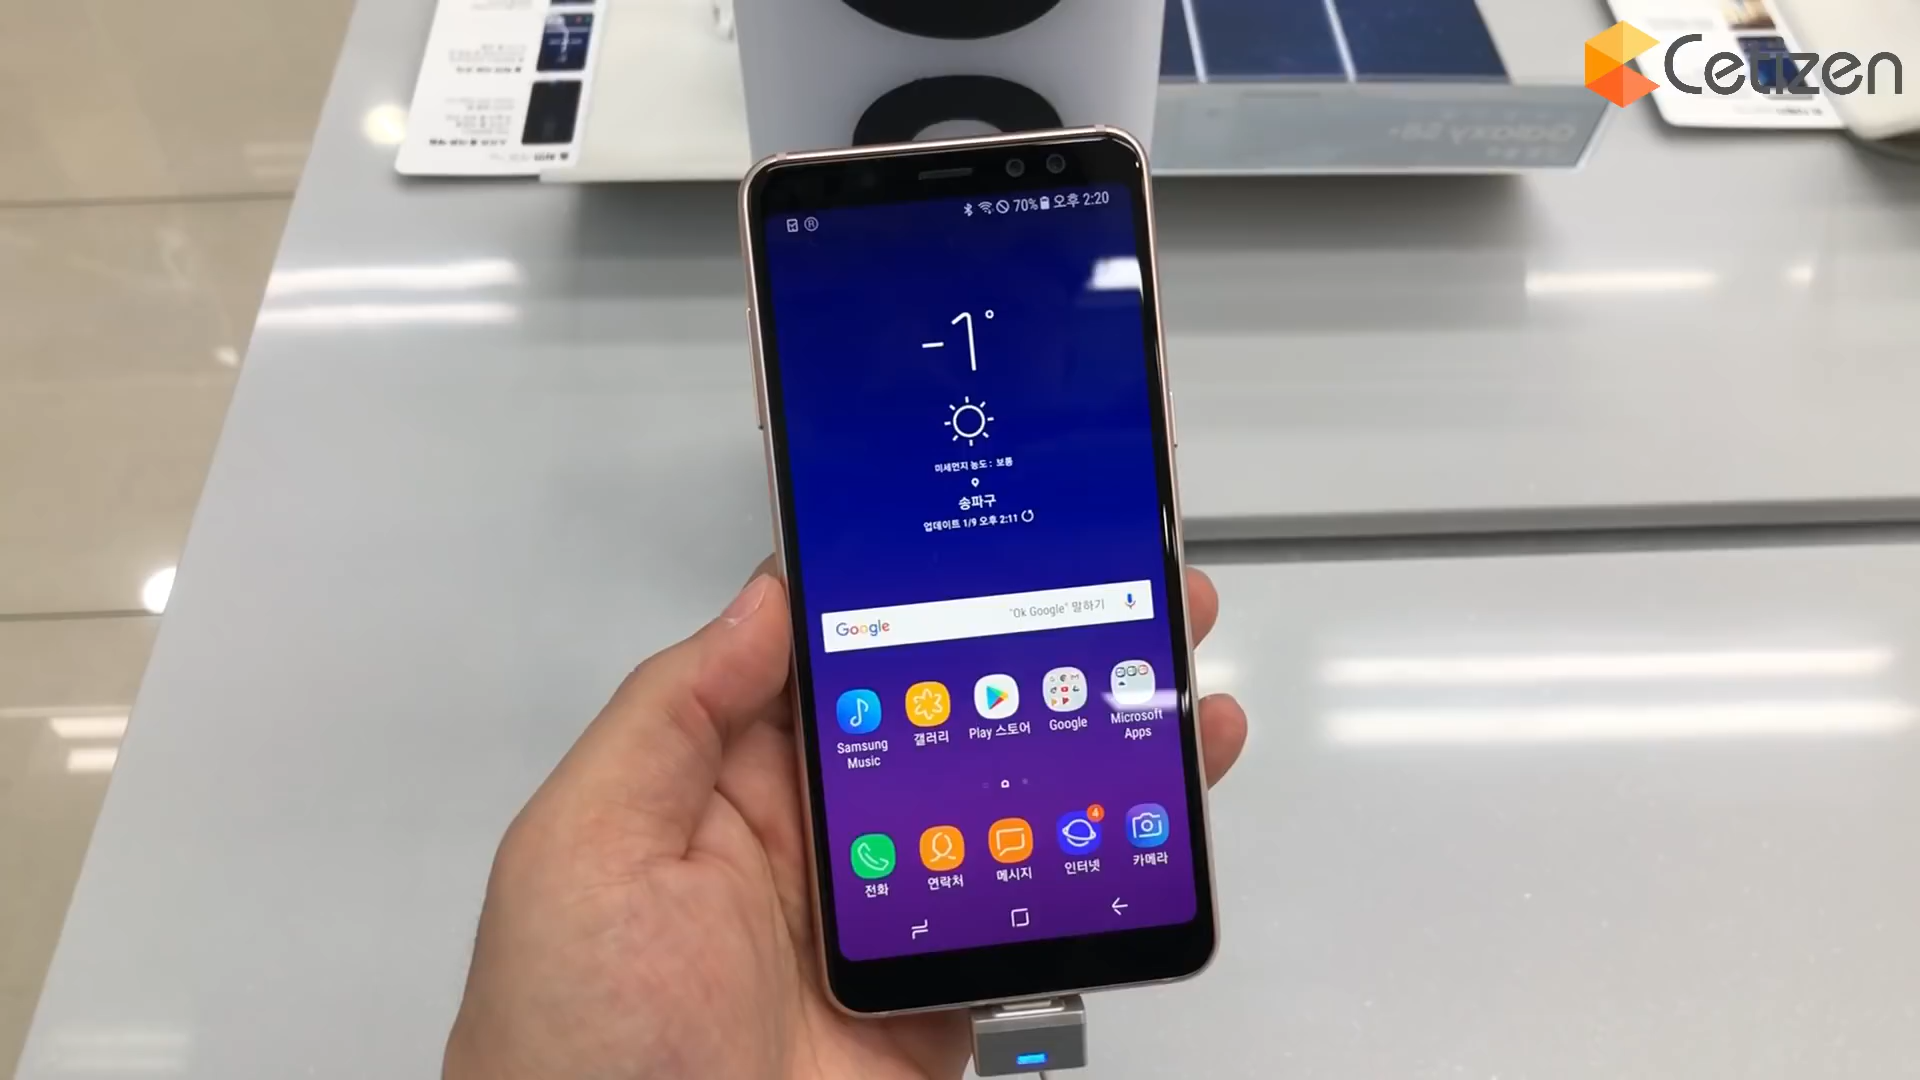 Cetizen
Galaxy S8+
70% 오후 2:20
-1°
미세먼지 농도 : 보통
송파구
업데이트 1/9 오후 2:11
Google "Ok Google" 말하기
Samsung Music
갤러리
Play 스토어
Google
Microsoft Apps
전화
연락처
메시지
인터넷
4
카메라